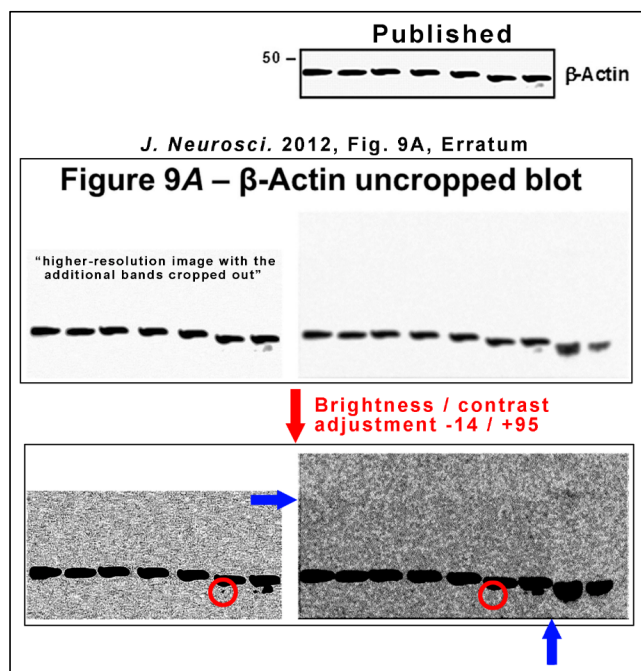 Published
50
β-Actin
J. Neurosci. 2012, Fig. 9A, Erratum
Figure 9A – β-Actin uncropped blot
“higher-resolution image with the
additional bands cropped out”
Brightness / contrast
adjustment -14 / +95